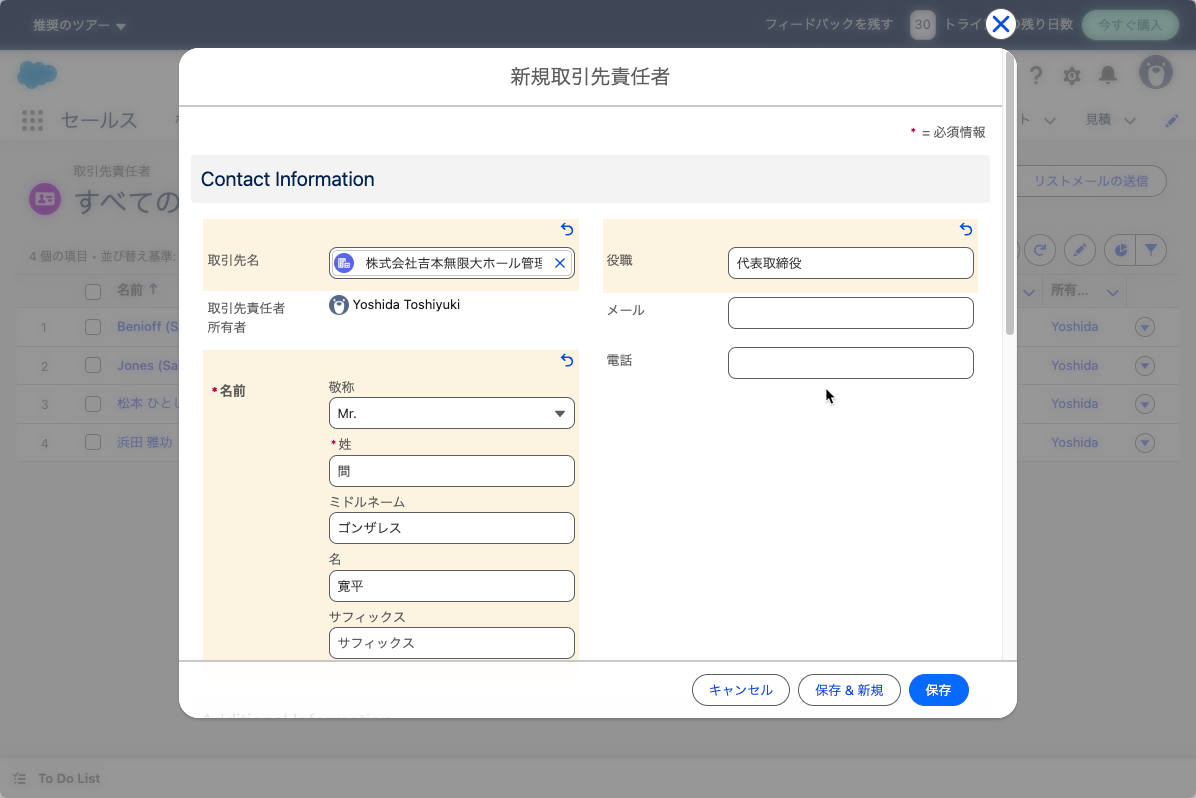 推奨のツアー
フィードバックを残す
30
トライ
の残り日数
今すぐ購入
新規取引先責任者
セールス
ト
見積
* = 必須情報
取引先責任者
すべての
リストメールの送信
Contact Information
4 個の項目・並び替え基準:
名前
所有...
取引先名
株式会社吉本無限大ホール管理
役職
代表取締役
取引先責任者
所有者
Yoshida Toshiyuki
メール
電話
1
Benioff (S
Yoshida
2
Jones (Sa
Yoshida
3
松本 ひとし
Yoshida
4
浜田 雅功
Yoshida
*名前
敬称
Mr.
*姓
間
ミドルネーム
ゴンザレス
名
寛平
サフィックス
サフィックス
キャンセル
保存 & 新規
保存
Additional Information
To Do List